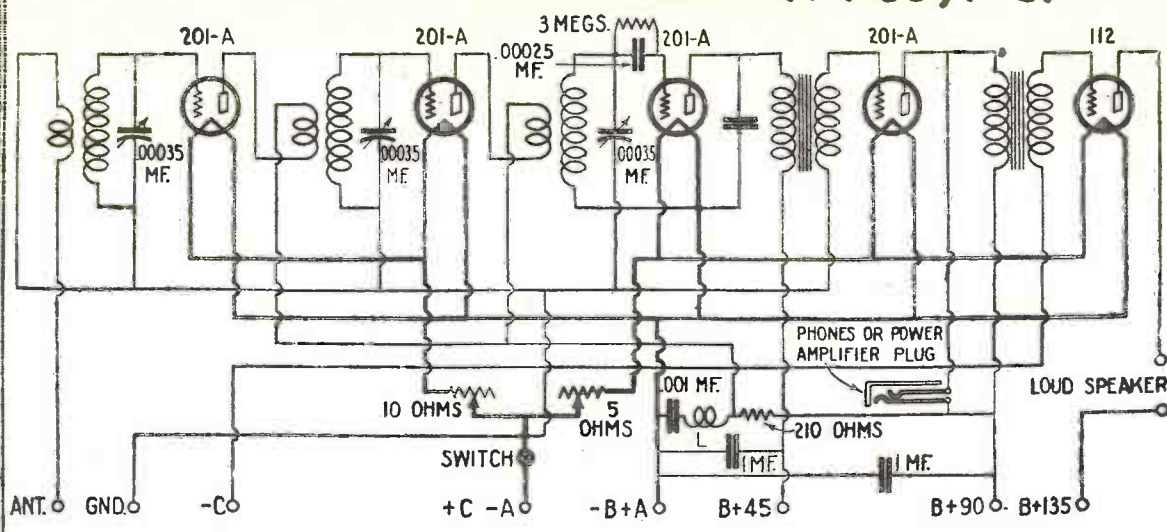 3 MEGS.
201-A
201-A
.00025
MF.
201-A
201-A
112
.00035
MF.
.00035
MF.
.00035
MF.
PHONES OR POWER
AMPLIFIER PLUG
LOUD SPEAKER
10 OHMS
5
OHMS
.001 MF.
L
210 OHMS
SWITCH
1 MF.
1 MF.
ANT.
GND.
-C
+C -A
-B+A
B+45
B+90
B+135